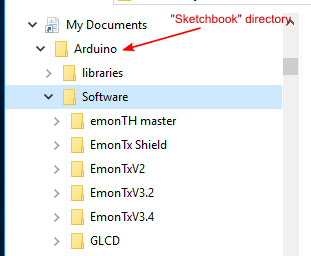 My Documents
"Sketchbook" directory
Arduino
libraries
Software
emonTH master
EmonTx Shield
EmonTxV2
EmonTxV3.2
EmonTxV3.4
GLCD